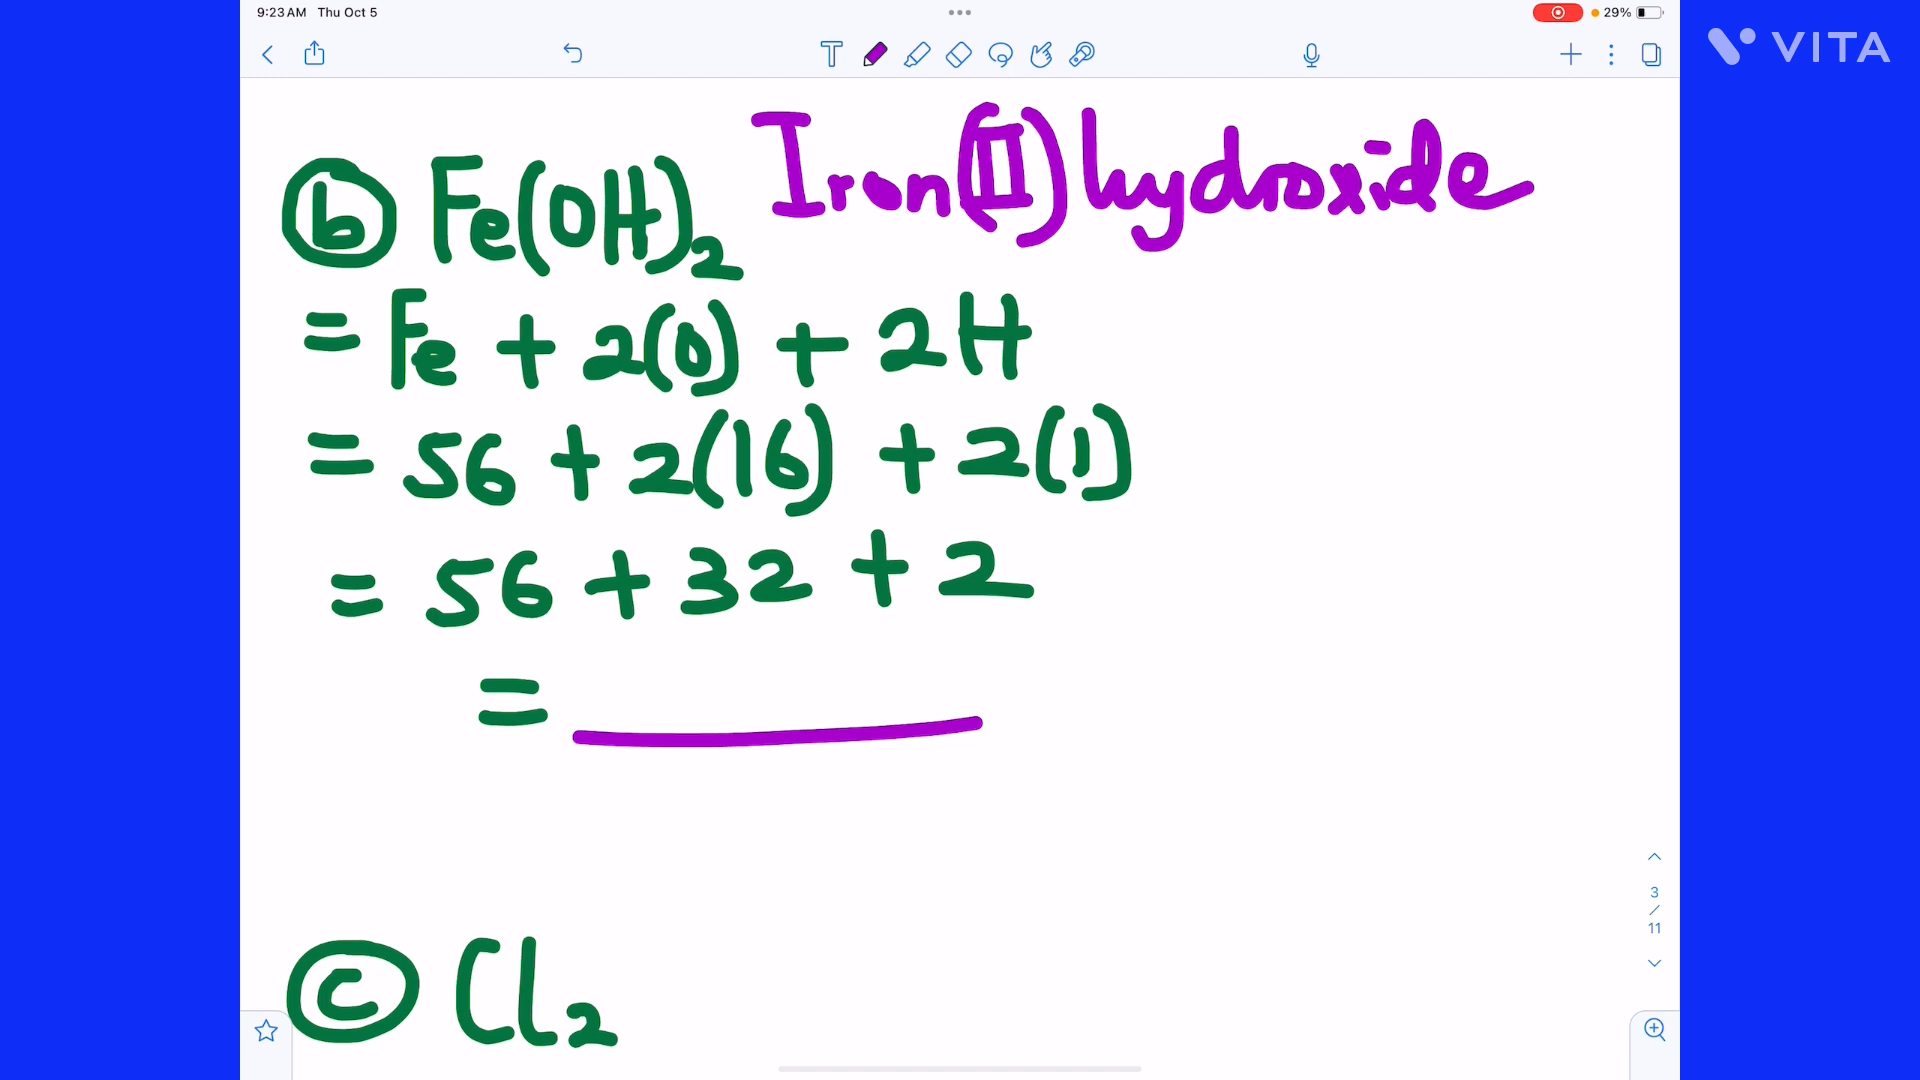 9:23 AM Thu Oct 5
29%
VITA
T
Iron(II) hydroxide
b Fe(OH)₂
= Fe + 2(O) + 2H
= 56 + 2(16) + 2(1)
= 56 + 32 + 2
=
3
/
11
c Cl₂